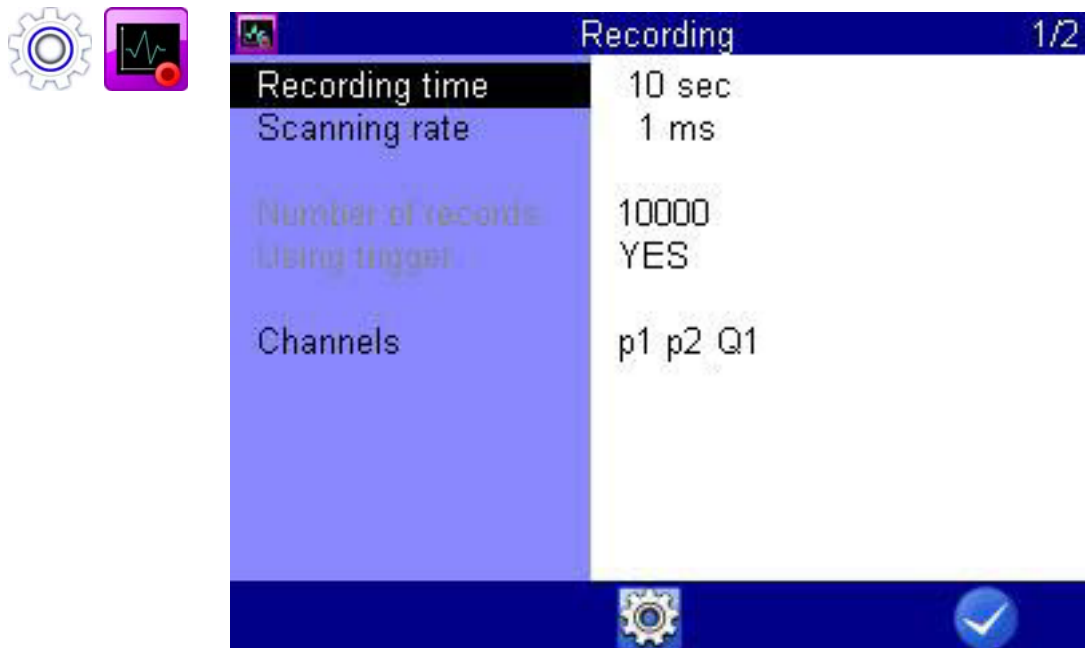 Recording 1/2
Recording time 10 sec
Scanning rate 1 ms
Number of records 10000
Using trigger YES
Channels p1 p2 Q1